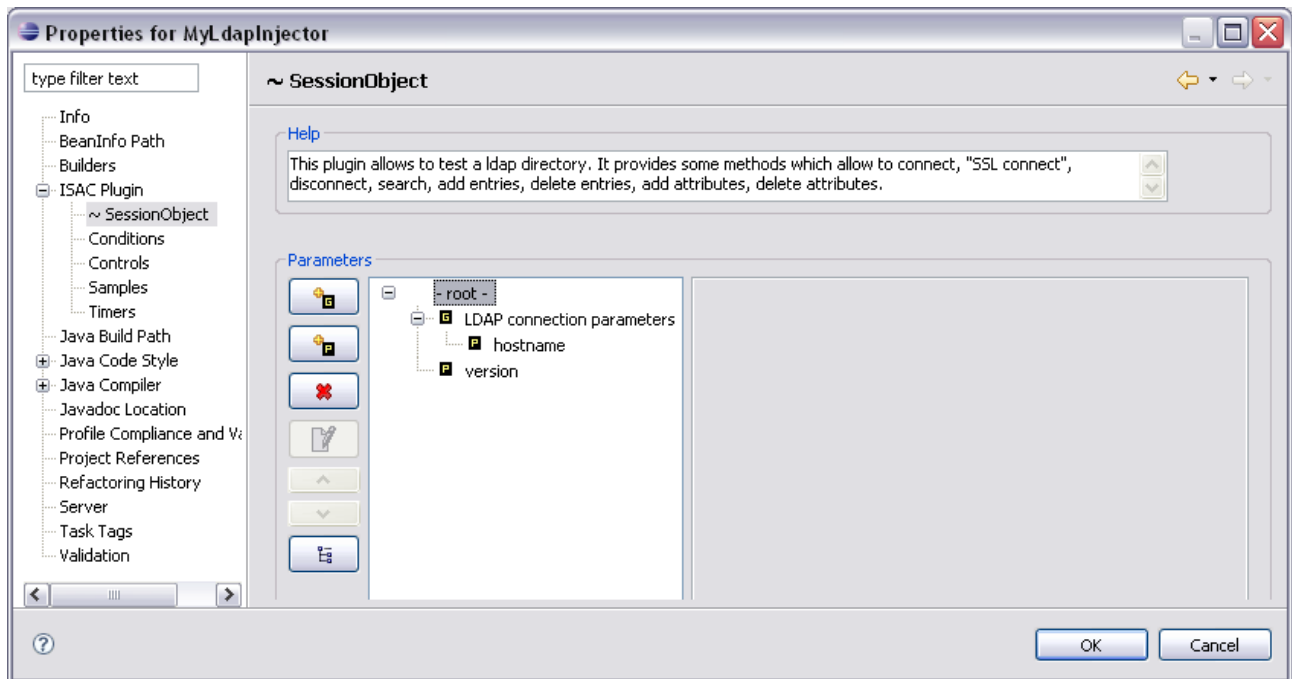 Properties for MyLdapInjector
type filter text
~ SessionObject
Info
BeanInfo Path
Builders
ISAC Plugin
~ SessionObject
Conditions
Controls
Samples
Timers
Java Build Path
Java Code Style
Java Compiler
Javadoc Location
Profile Compliance and Va
Project References
Refactoring History
Server
Task Tags
Validation
Help
This plugin allows to test a ldap directory. It provides some methods which allow to connect, "SSL connect",
disconnect, search, add entries, delete entries, add attributes, delete attributes.
Parameters
G
P
- root -
G LDAP connection parameters
P hostname
P version
OK
Cancel